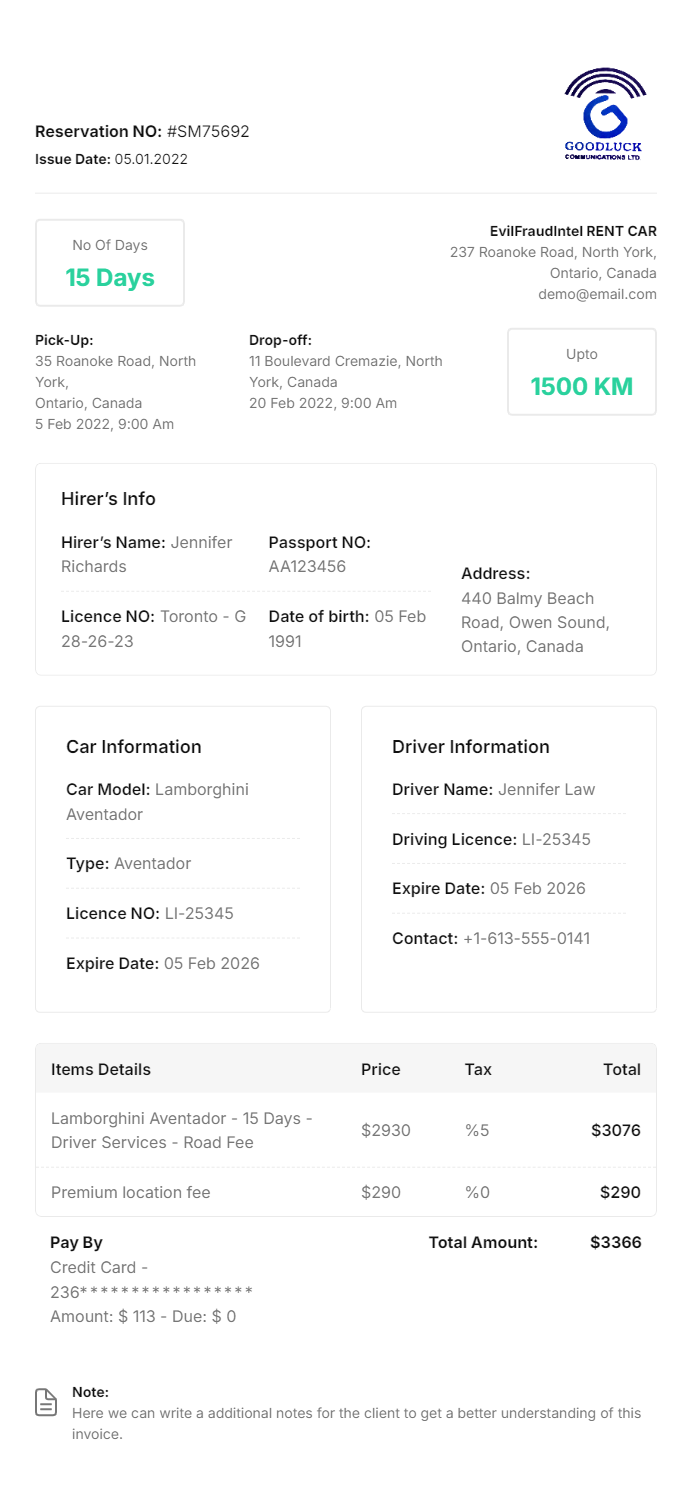 GOODLUCK
COMMUNICATIONS LTD
Reservation NO: #SM75692
Issue Date: 05.01.2022
No Of Days
15 Days
EvilFraudIntel RENT CAR
237 Roanoke Road, North York,
Ontario, Canada
demo@email.com
Pick-Up:
35 Roanoke Road, North
York,
Ontario, Canada
5 Feb 2022, 9:00 Am
Drop-off:
11 Boulevard Cremazie, North
York, Canada
20 Feb 2022, 9:00 Am
Upto
1500 KM
Hirer’s Info
Hirer’s Name: Jennifer
Richards
Passport NO:
AA123456
Licence NO: Toronto - G
28-26-23
Date of birth: 05 Feb
1991
Address:
440 Balmy Beach
Road, Owen Sound,
Ontario, Canada
Car Information
Car Model: Lamborghini
Aventador
Type: Aventador
Licence NO: LI-25345
Expire Date: 05 Feb 2026
Driver Information
Driver Name: Jennifer Law
Driving Licence: LI-25345
Expire Date: 05 Feb 2026
Contact: +1-613-555-0141
Items Details Price Tax Total
Lamborghini Aventador - 15 Days -
Driver Services - Road Fee
$2930 %5 $3076
Premium location fee $290 %0 $290
Pay By
Credit Card -
236*****************
Amount: $ 113 - Due: $ 0
Total Amount: $3366
Note:
Here we can write a additional notes for the client to get a better understanding of this
invoice.